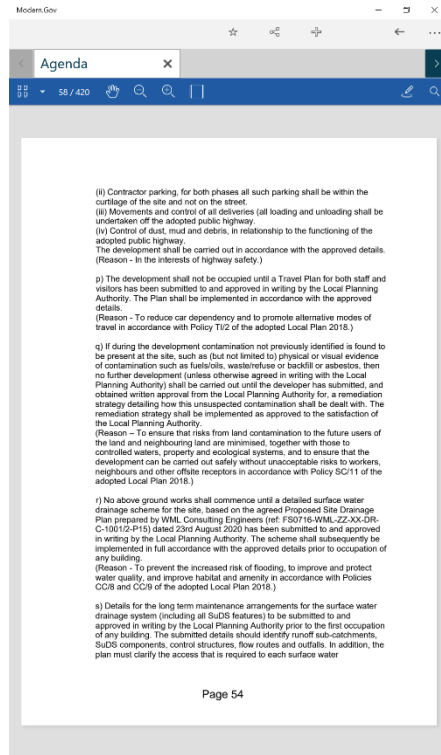 Modern.Gov
Agenda
58 / 420
(ii) Contractor parking, for both phases all such parking shall be within the
curtilage of the site and not on the street.
(iii) Movements and control of all deliveries (all loading and unloading shall be
undertaken off the adopted public highway.
(iv) Control of dust, mud and debris, in relationship to the functioning of the
adopted public highway.
The development shall be carried out in accordance with the approved details.
(Reason - In the interests of highway safety.)
p) The development shall not be occupied until a Travel Plan for both staff and
visitors has been submitted to and approved in writing by the Local Planning
Authority. The Plan shall be implemented in accordance with the approved
details.
(Reason - To reduce car dependency and to promote alternative modes of
travel in accordance with Policy TI/2 of the adopted Local Plan 2018.)
q) If during the development contamination not previously identified is found to
be present at the site, such as (but not limited to) physical or visual evidence
of contamination such as fuels/oils, waste/refuse or backfill or asbestos, then
no further development (unless otherwise agreed in writing with the Local
Planning Authority) shall be carried out until the developer has submitted, and
obtained written approval from the Local Planning Authority for, a remediation
strategy detailing how this unsuspected contamination shall be dealt with. The
remediation strategy shall be implemented as approved to the satisfaction of
the Local Planning Authority.
(Reason – To ensure that risks from land contamination to the future users of
the land and neighbouring land are minimised, together with those to
controlled waters, property and ecological systems, and to ensure that the
development can be carried out safely without unacceptable risks to workers,
neighbours and other offsite receptors in accordance with Policy SC/11 of the
adopted Local Plan 2018.)
r) No above ground works shall commence until a detailed surface water
drainage scheme for the site, based on the agreed Proposed Site Drainage
Plan prepared by WML Consulting Engineers (ref: FS0716-WML-ZZ-XX-DR-
C-1001/2-P15) dated 23rd August 2020 has been submitted to and approved
in writing by the Local Planning Authority. The scheme shall subsequently be
implemented in full accordance with the approved details prior to occupation of
any building.
(Reason - To prevent the increased risk of flooding, to improve and protect
water quality, and improve habitat and amenity in accordance with Policies
CC/8 and CC/9 of the adopted Local Plan 2018.)
s) Details for the long term maintenance arrangements for the surface water
drainage system (including all SuDS features) to be submitted to and
approved in writing by the Local Planning Authority prior to the first occupation
of any building. The submitted details should identify runoff sub-catchments,
SuDS components, control structures, flow routes and outfalls. In addition, the
plan must clarify the access that is required to each surface water
Page 54